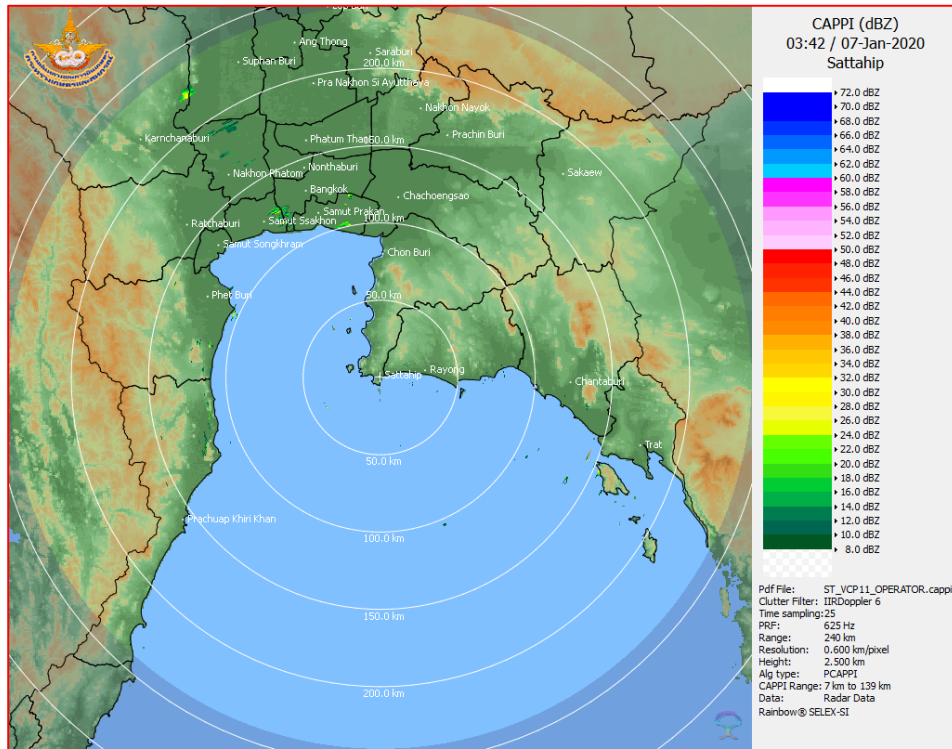 CAPPI (dBZ)
03:42 / 07-Jan-2020
Sattahip
72.0 dBZ
70.0 dBZ
68.0 dBZ
66.0 dBZ
64.0 dBZ
62.0 dBZ
60.0 dBZ
58.0 dBZ
56.0 dBZ
54.0 dBZ
52.0 dBZ
50.0 dBZ
48.0 dBZ
46.0 dBZ
44.0 dBZ
42.0 dBZ
40.0 dBZ
38.0 dBZ
36.0 dBZ
34.0 dBZ
32.0 dBZ
30.0 dBZ
28.0 dBZ
26.0 dBZ
24.0 dBZ
22.0 dBZ
20.0 dBZ
18.0 dBZ
16.0 dBZ
14.0 dBZ
12.0 dBZ
10.0 dBZ
8.0 dBZ
Pdf File: ST_VCP11_OPERATOR.cappi
Clutter Filter: IIRDoppler 6
Time sampling:25
PRF: 625 Hz
Range: 240 km
Resolution: 0.600 km/pixel
Height: 2.500 km
Alg type: PCAPPI
CAPPI Range: 7 km to 139 km
Data: Radar Data
Rainbow® SELEX-SI
Ang Thong
Saraburi
Suphan Buri
200.0 km
Pra Nakhon Si Ayutthaya
Nakhon Nayok
Karnchanaburi
Phatum Than
50.0 km
Prachin Buri
Nonthaburi
Nakhon Phatom
Sakaew
Bangkok
Chachoengsao
Samut Prakan
Ratchaburi
Samut Ssakhon
100.0 km
Samut Songkhram
Chon Buri
Phet Buri
50.0 km
Sattahip
Rayong
Chantaburi
Trat
50.0 km
Prachuap Khiri Khan
100.0 km
150.0 km
200.0 km